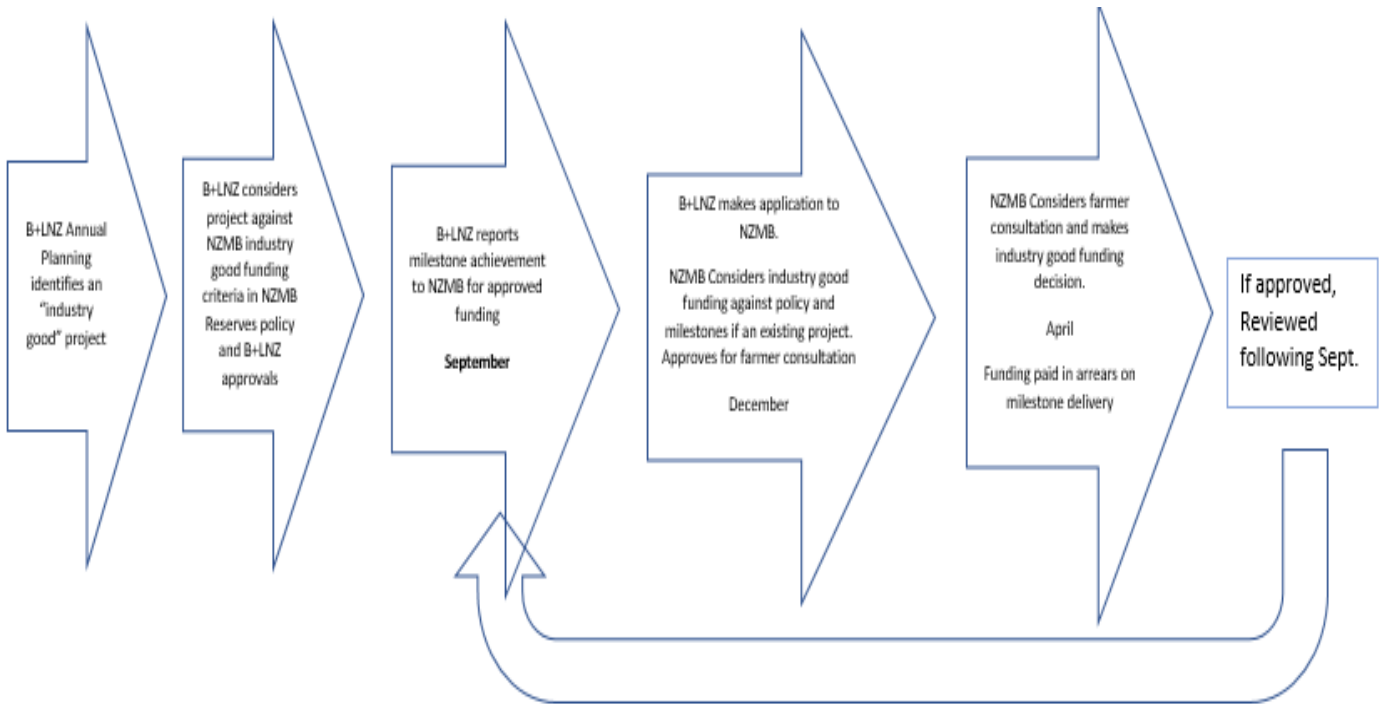 B+LNZ Annual
Planning
identifies an
“industry
good” project
B+LNZ considers
project against
NZMB industry
good funding
criteria in NZMB
Reserves policy
and B+LNZ
approvals
B+LNZ reports
milestone achievement
to NZMB for approved
funding
September
B+LNZ makes application to
NZMB.
NZMB Considers industry good
funding against policy and
milestones if an existing project.
Approves for farmer consultation
December
NZMB Considers farmer
consultation and makes
industry good funding
decision.
April
Funding paid in arrears on
milestone delivery
If approved,
Reviewed
following Sept.